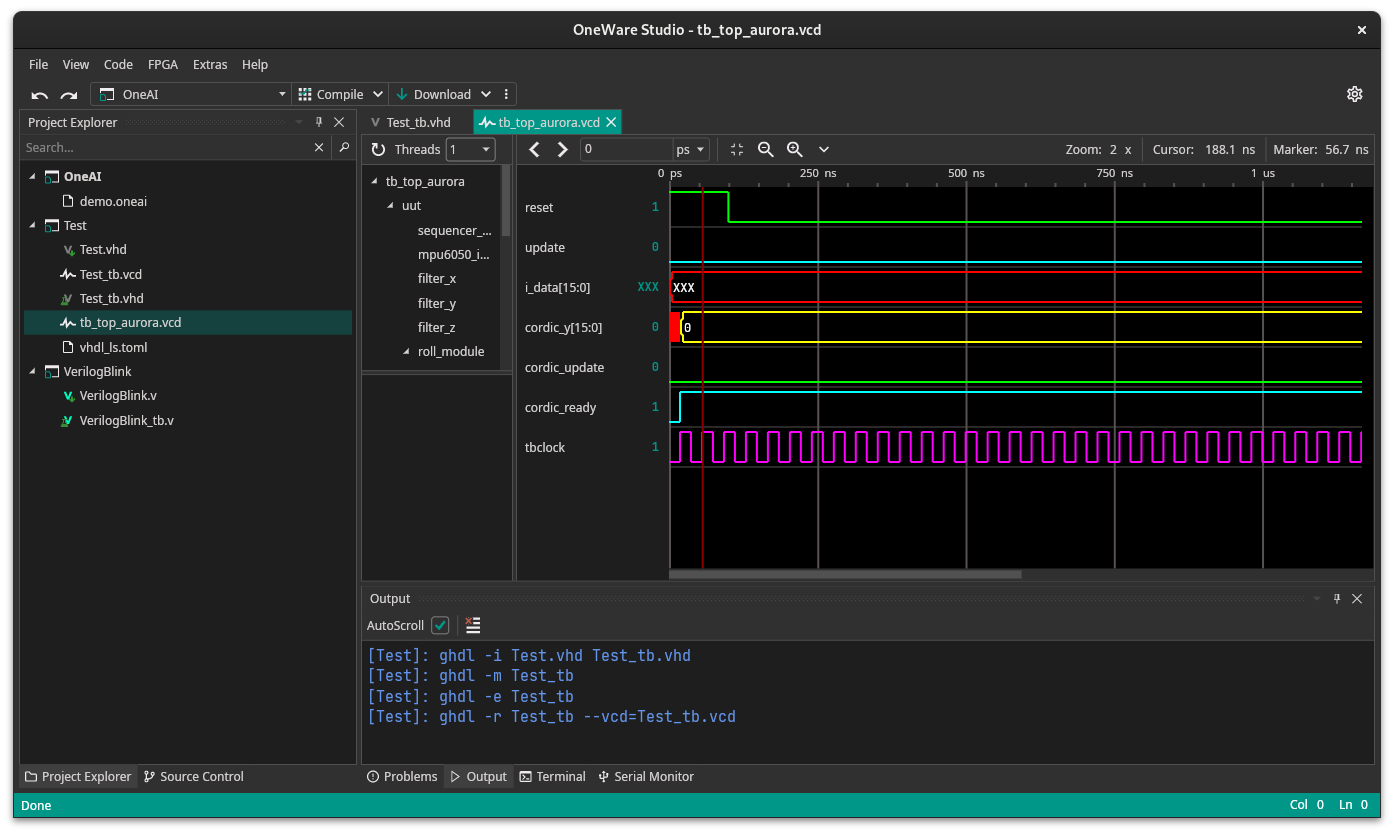 OneWare Studio - tb_top_aurora.vcd
File View Code FPGA Extras Help
OneAI Compile Download
Project Explorer
Search...
OneAI
demo.oneai
Test
Test.vhd
Test_tb.vcd
Test_tb.vhd
tb_top_aurora.vcd
vhdl_ls.toml
VerilogBlink
VerilogBlink.v
VerilogBlink_tb.v
Project Explorer Source Control
Test_tb.vhd tb_top_aurora.vcd
Threads 1
tb_top_aurora
uut
sequencer_...
mpu6050_i...
filter_x
filter_y
filter_z
roll_module
0 ps Zoom: 2 x Cursor: 188.1 ns Marker: 56.7 ns
0 ps 250 ns 500 ns 750 ns 1 us
reset 1
update 0
i_data[15:0] XXX XXX
cordic_y[15:0] 0 0
cordic_update 0
cordic_ready 1
tbclock 1
Output
AutoScroll
[Test]: ghdl -i Test.vhd Test_tb.vhd
[Test]: ghdl -m Test_tb
[Test]: ghdl -e Test_tb
[Test]: ghdl -r Test_tb --vcd=Test_tb.vcd
Problems Output Terminal Serial Monitor
Done Col 0 Ln 0